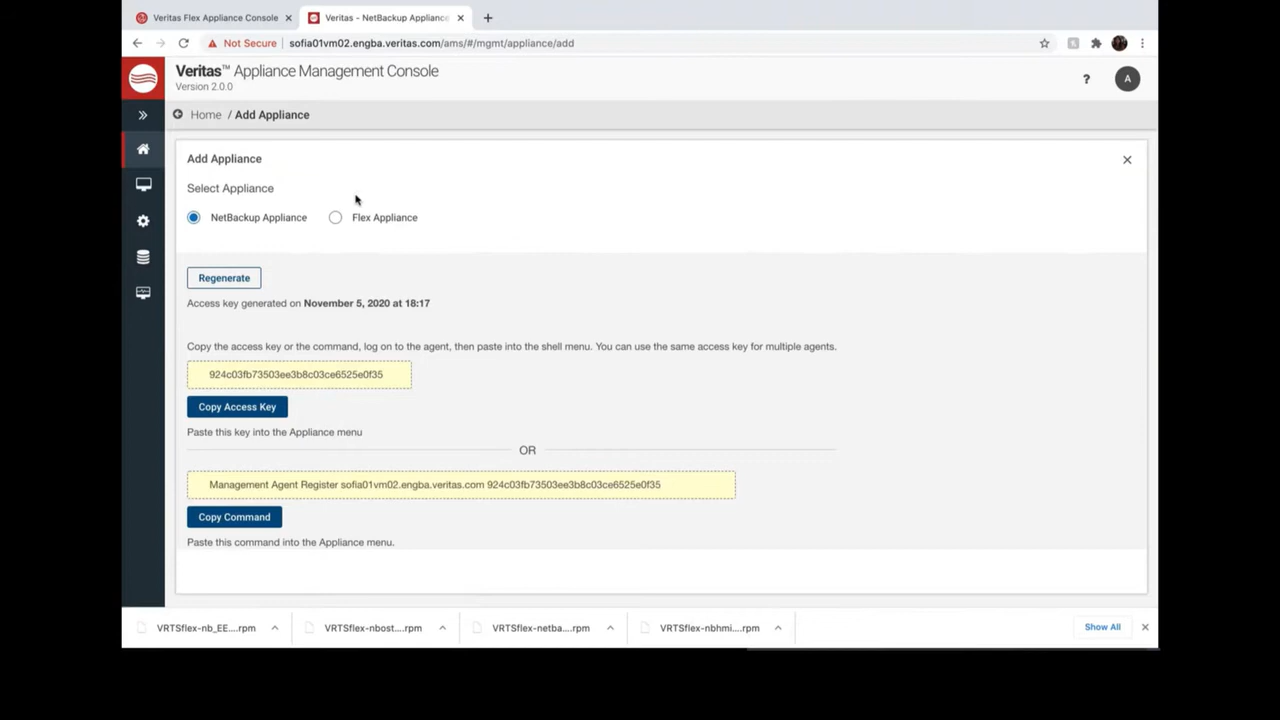 Veritas Flex Appliance Console
Veritas - NetBackup Appliance
Not Secure | sofia01vm02.engba.veritas.com/ams/#/mgmt/appliance/add
Veritas™ Appliance Management Console
Version 2.0.0
? A
Home / Add Appliance
Add Appliance
Select Appliance
NetBackup Appliance
Flex Appliance
Regenerate
Access key generated on November 5, 2020 at 18:17
Copy the access key or the command, log on to the agent, then paste into the shell menu. You can use the same access key for multiple agents.
924c03fb73503ee3b8c03ce6525e0f35
Copy Access Key
Paste this key into the Appliance menu
OR
Management Agent Register sofia01vm02.engba.veritas.com 924c03fb73503ee3b8c03ce6525e0f35
Copy Command
Paste this command into the Appliance menu.
VRTSflex-nb_EE....rpm
VRTSflex-nbost....rpm
VRTSflex-netba....rpm
VRTSflex-nbhmi....rpm
Show All